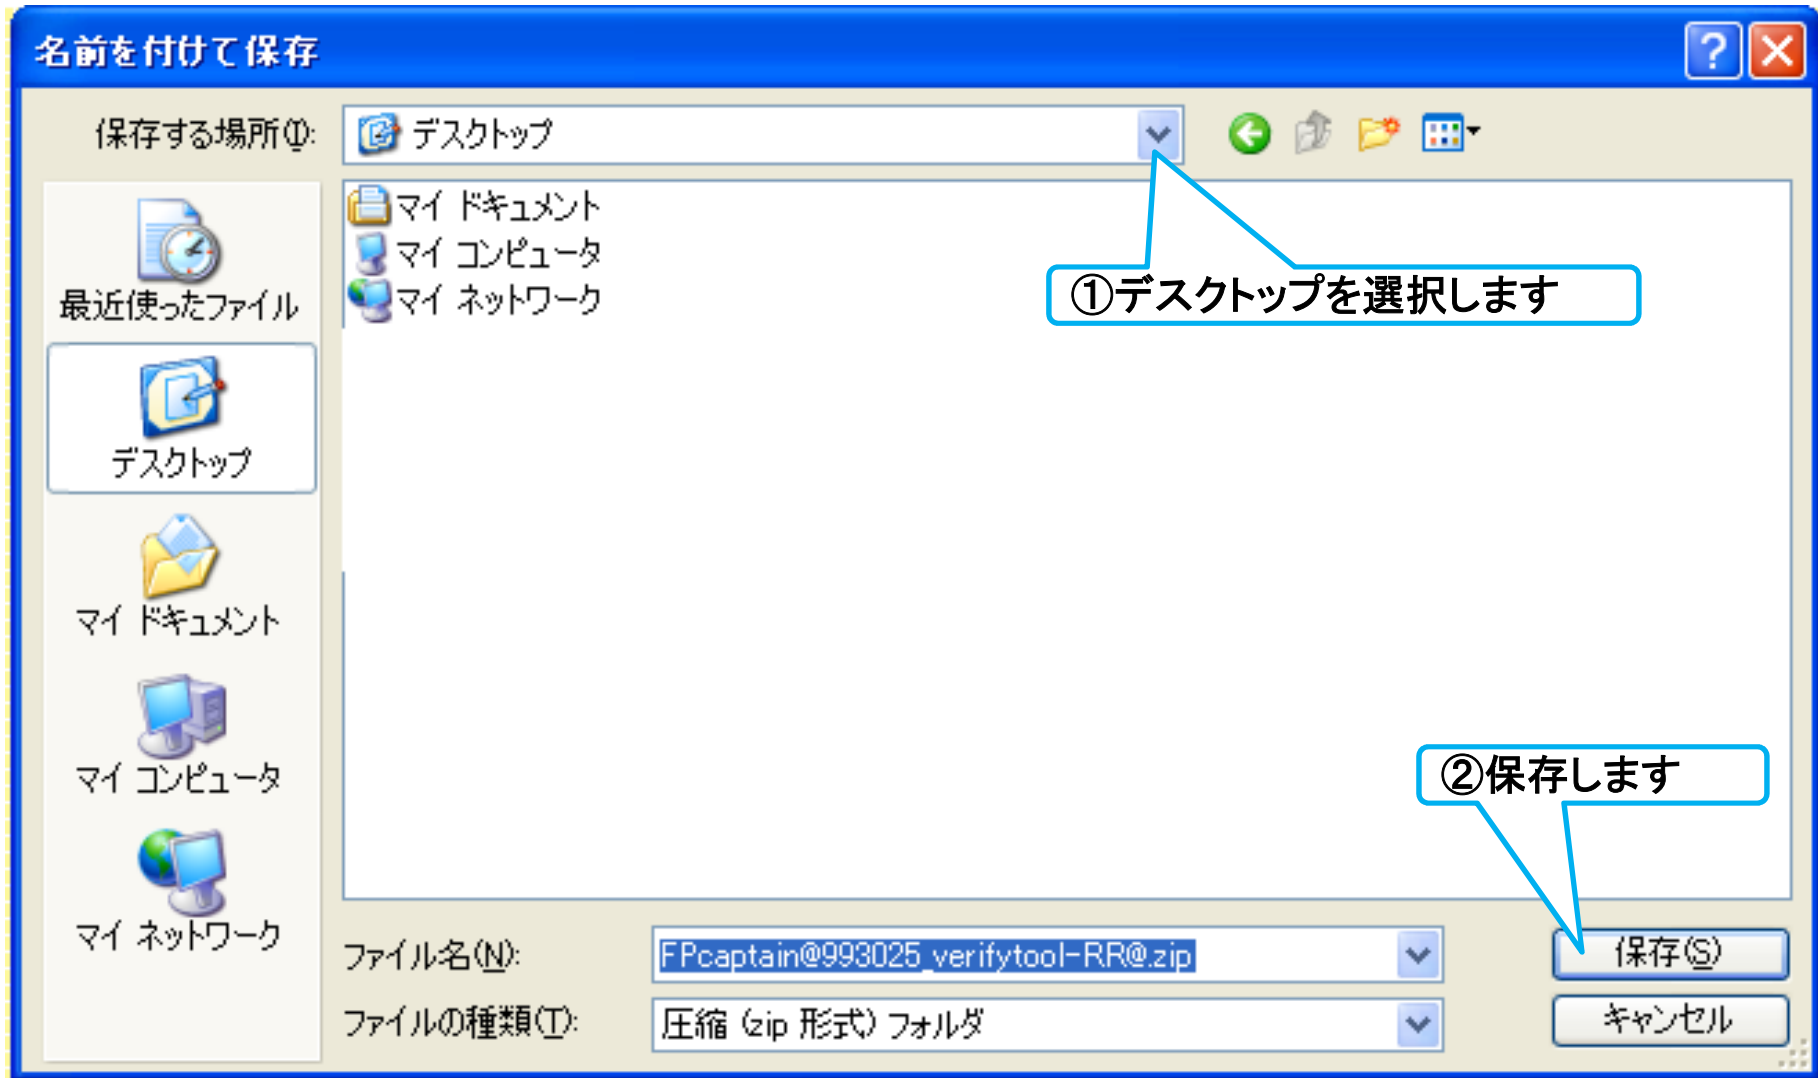 名前を付けて保存
保存する場所(I):
デスクトップ
マイ ドキュメント
マイ コンピュータ
マイ ネットワーク
①デスクトップを選択します
最近使ったファイル
デスクトップ
マイ ドキュメント
マイ コンピュータ
マイ ネットワーク
②保存します
ファイル名(N):
FPcaptain@993025_verifytool-RR@.zip
保存(S)
ファイルの種類(T):
圧縮 (zip 形式) フォルダ
キャンセル